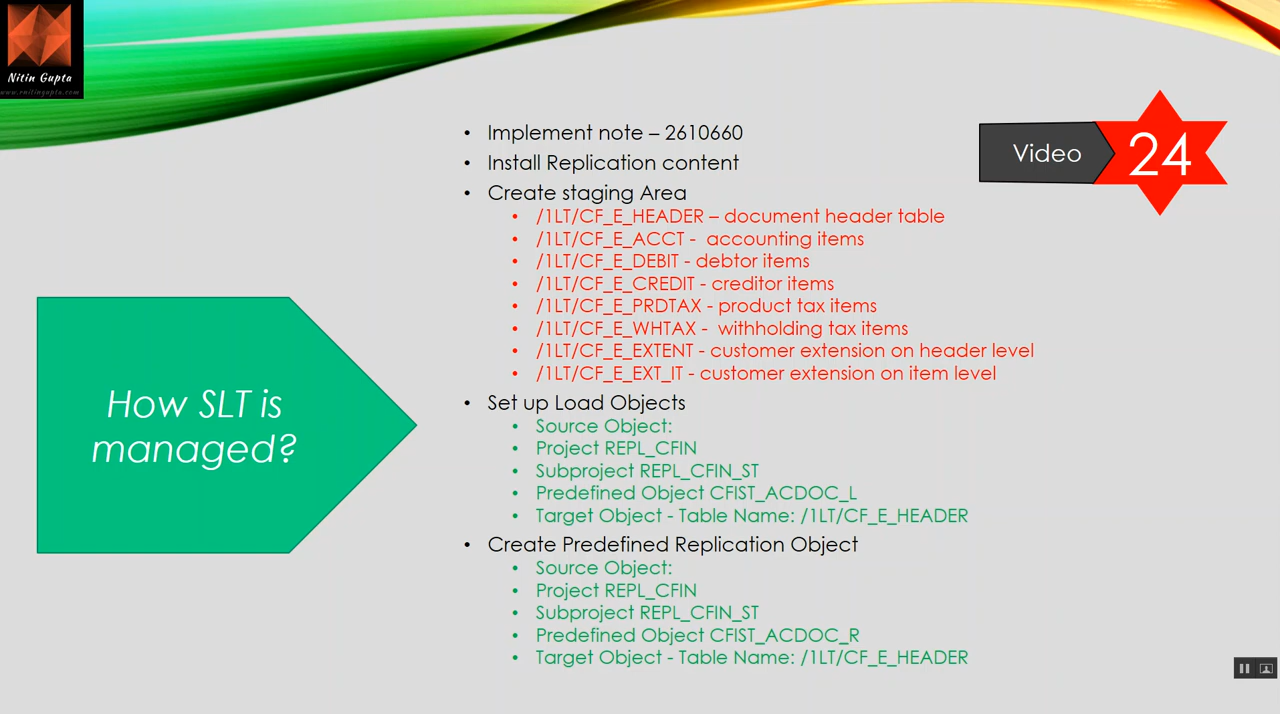 Nitin Gupta
• Implement note – 2610660
• Install Replication content
• Create staging Area
• /1LT/CF_E_HEADER – document header table
• /1LT/CF_E_ACCT - accounting items
• /1LT/CF_E_DEBIT - debtor items
• /1LT/CF_E_CREDIT - creditor items
• /1LT/CF_E_PRDTAX - product tax items
• /1LT/CF_E_WHTAX - withholding tax items
• /1LT/CF_E_EXTENT - customer extension on header level
• /1LT/CF_E_EXT_IT - customer extension on item level
• Set up Load Objects
• Source Object:
• Project REPL_CFIN
• Subproject REPL_CFIN_ST
• Predefined Object CFIST_ACDOC_L
• Target Object - Table Name: /1LT/CF_E_HEADER
• Create Predefined Replication Object
• Source Object:
• Project REPL_CFIN
• Subproject REPL_CFIN_ST
• Predefined Object CFIST_ACDOC_R
• Target Object - Table Name: /1LT/CF_E_HEADER
Video 24
How SLT is
managed?